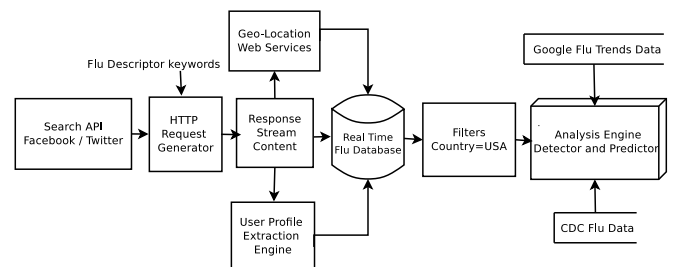 Geo-Location
Web Services
Google Flu Trends Data
Flu Descriptor keywords
Search API
Facebook / Twitter
HTTP
Request
Generator
Response
Stream
Content
Real Time
Flu Database
Filters
Country=USA
Analysis Engine
Detector and Predictor
User Profile
Extraction
Engine
CDC Flu Data